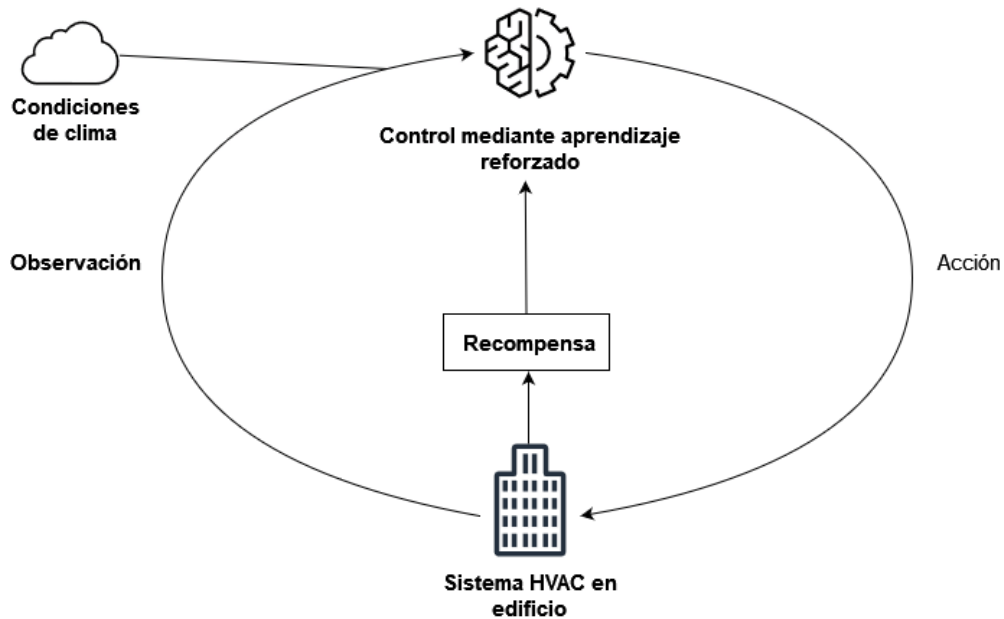 Condiciones
de clima
Control mediante aprendizaje
reforzado
Observación
Acción
Recompensa
Sistema HVAC en
edificio